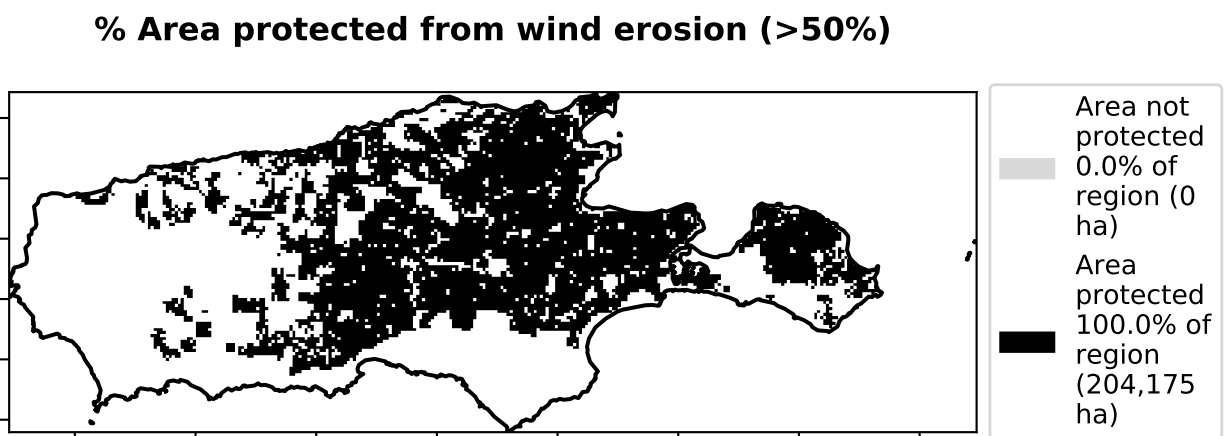 % Area protected from wind erosion (>50%)
Area not
protected
0.0% of
region (0
ha)
Area
protected
100.0% of
region
(204,175
ha)